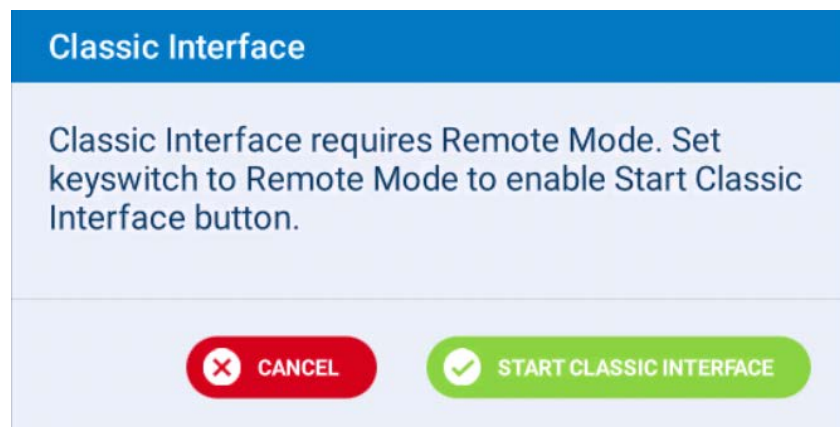 Classic Interface
Classic Interface requires Remote Mode. Set
keyswitch to Remote Mode to enable Start Classic
Interface button.
CANCEL
START CLASSIC INTERFACE